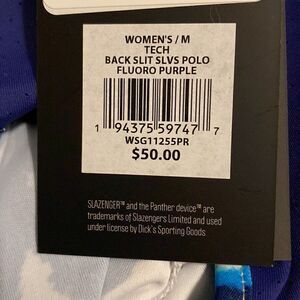 WOMEN'S / M
TECH
BACK SLIT SLVS POLO
FLUORO PURPLE
1 94375 59747 7
WSG11255PR
$50.00
SLAZENGER™ and the Panther device™ are
trademarks of Slazengers Limited and used
under license by Dick's Sporting Goods